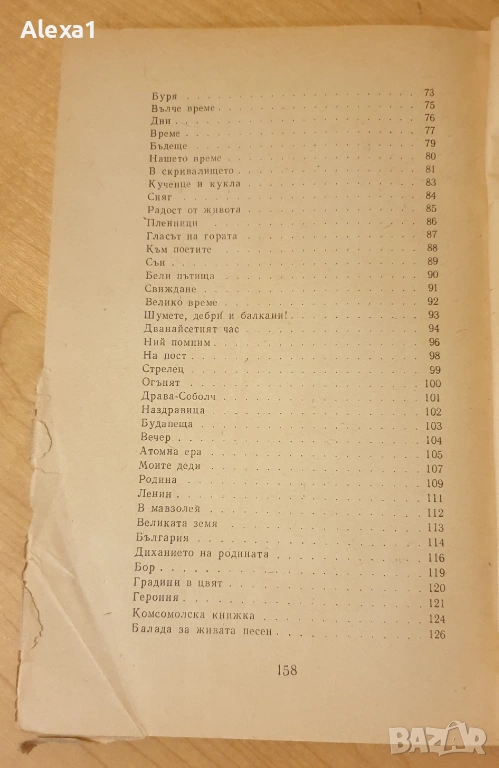 Alexa1
Буря . . . . . . . . . . . . . . . 73
Вълче време . . . . . . . . . . . . . . . 75
Дни . . . . . . . . . . . . . . . 76
Време . . . . . . . . . . . . . . . 77
Бъдеще . . . . . . . . . . . . . . . 79
Нашето време . . . . . . . . . . . . . . . 80
В скривалището . . . . . . . . . . . . . . . 81
Кученце и кукла . . . . . . . . . . . . . . . 83
Сняг . . . . . . . . . . . . . . . 84
Радост от живота . . . . . . . . . . . . . . . 85
Пленници . . . . . . . . . . . . . . . 86
Гласът на гората . . . . . . . . . . . . . . . 87
Към поетите . . . . . . . . . . . . . . . 88
Сън . . . . . . . . . . . . . . . 89
Бели пътища . . . . . . . . . . . . . . . 90
Свиждане . . . . . . . . . . . . . . . 91
Велико време . . . . . . . . . . . . . . . 92
Шумете, дебри и балкани! . . . . . . . . . . . . . . . 93
Дванайсетият час . . . . . . . . . . . . . . . 94
Ний помним . . . . . . . . . . . . . . . 96
На пост . . . . . . . . . . . . . . . 98
Стрелец . . . . . . . . . . . . . . . 99
Огънят . . . . . . . . . . . . . . . 100
Драва-Соболч . . . . . . . . . . . . . . . 101
Наздравица . . . . . . . . . . . . . . . 102
Будапеща . . . . . . . . . . . . . . . 103
Вечер . . . . . . . . . . . . . . . 104
Атомна ера . . . . . . . . . . . . . . . 105
Моите деди . . . . . . . . . . . . . . . 107
Родина . . . . . . . . . . . . . . . 109
Ленин . . . . . . . . . . . . . . . 111
В мавзолей . . . . . . . . . . . . . . . 112
Великата земя . . . . . . . . . . . . . . . 113
България . . . . . . . . . . . . . . . 114
Диханието на родината . . . . . . . . . . . . . . . 116
Бор . . . . . . . . . . . . . . . 119
Градини в цвят . . . . . . . . . . . . . . . 120
Героиня . . . . . . . . . . . . . . . 121
Комсомолска книжка . . . . . . . . . . . . . . . 124
Балада за живата песен . . . . . . . . . . . . . . . 126
158
BAZAR